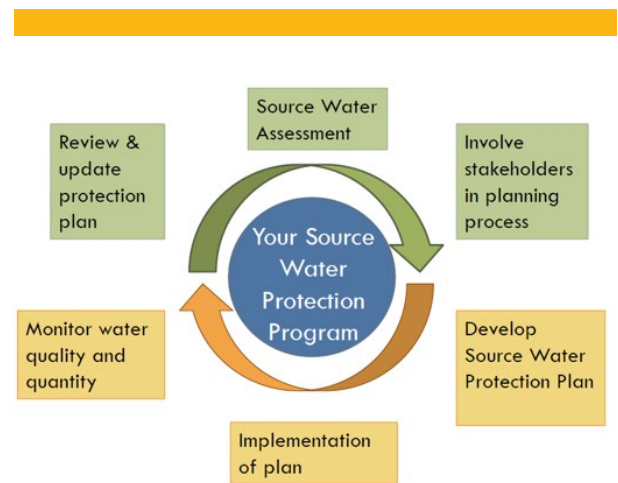 Source Water
Assessment
Review &
update
protection
plan
Involve
stakeholders
in planning
process
Your Source
Water
Protection
Program
Monitor water
quality and
quantity
Develop
Source Water
Protection Plan
Implementation
of plan